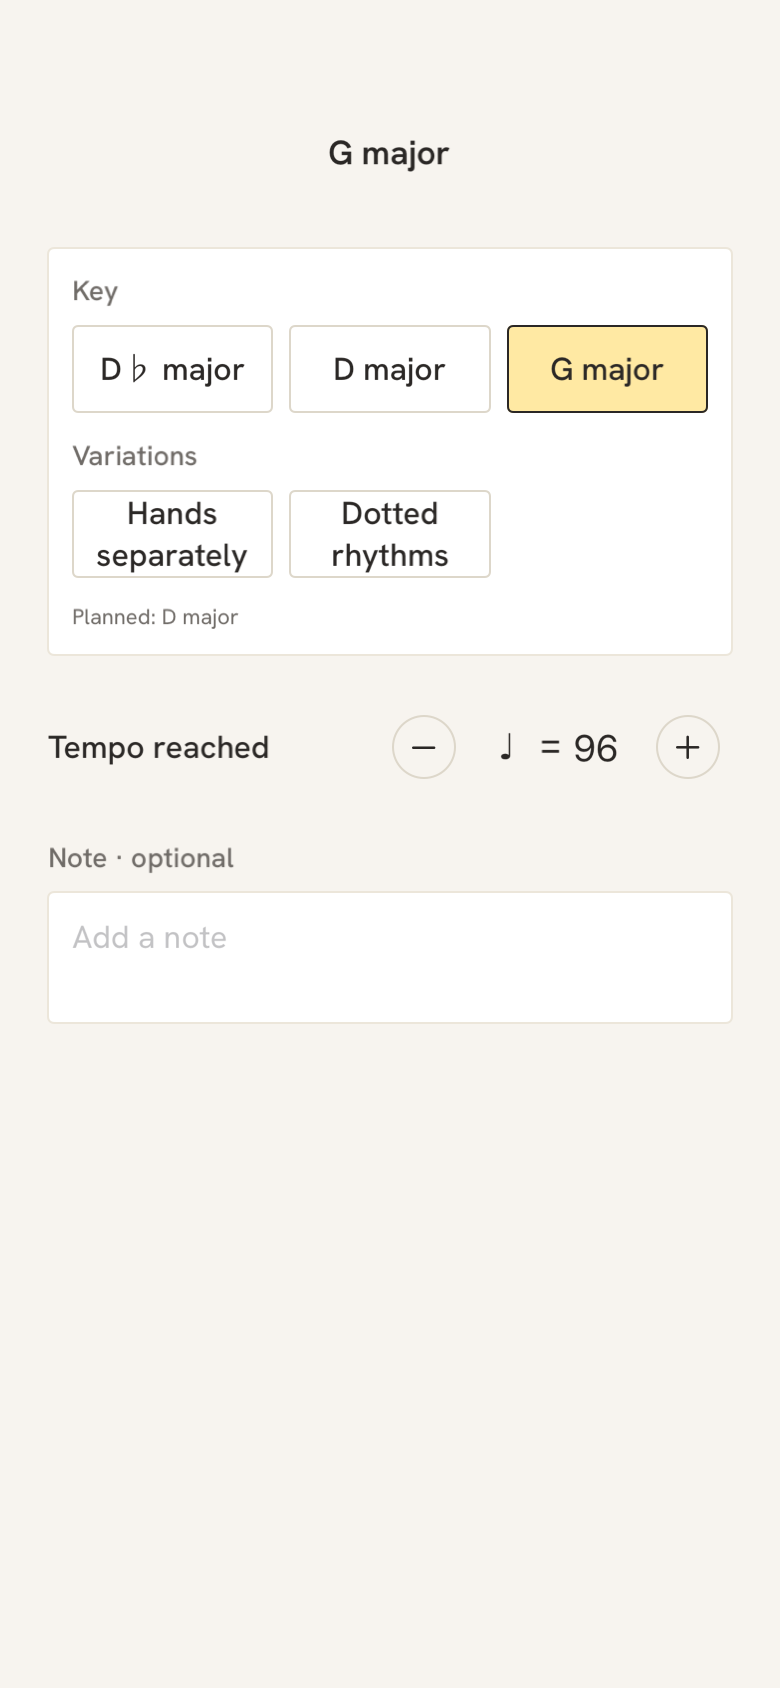 G major
Key
D♭ major
D major
G major
Variations
Hands
separately
Dotted
rhythms
Planned: D major
Tempo reached
− ♩ = 96 +
Note · optional
Add a note